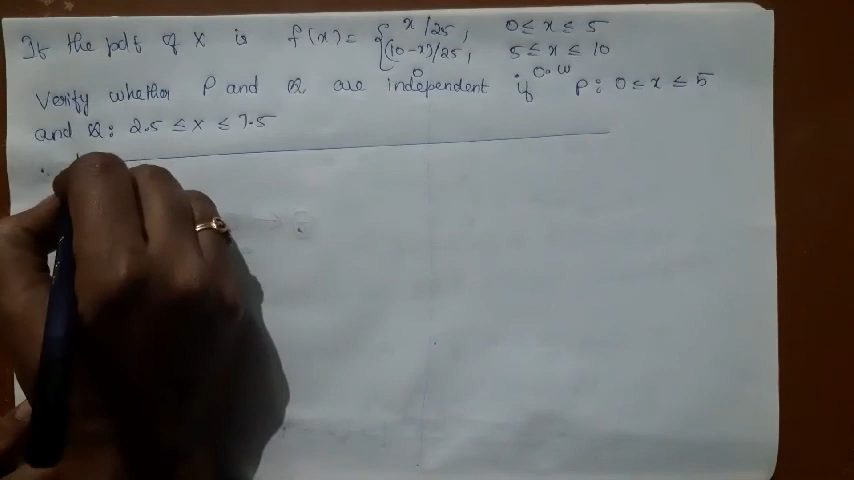 If the pdf of X is f(x) = { x/25, 0 ≤ x ≤ 5
(10-x)/25, 5 ≤ x ≤ 10
0 o.w
Verify whether P and Q are independent if P: 0 ≤ x ≤ 5
and Q: 2.5 ≤ x ≤ 7.5